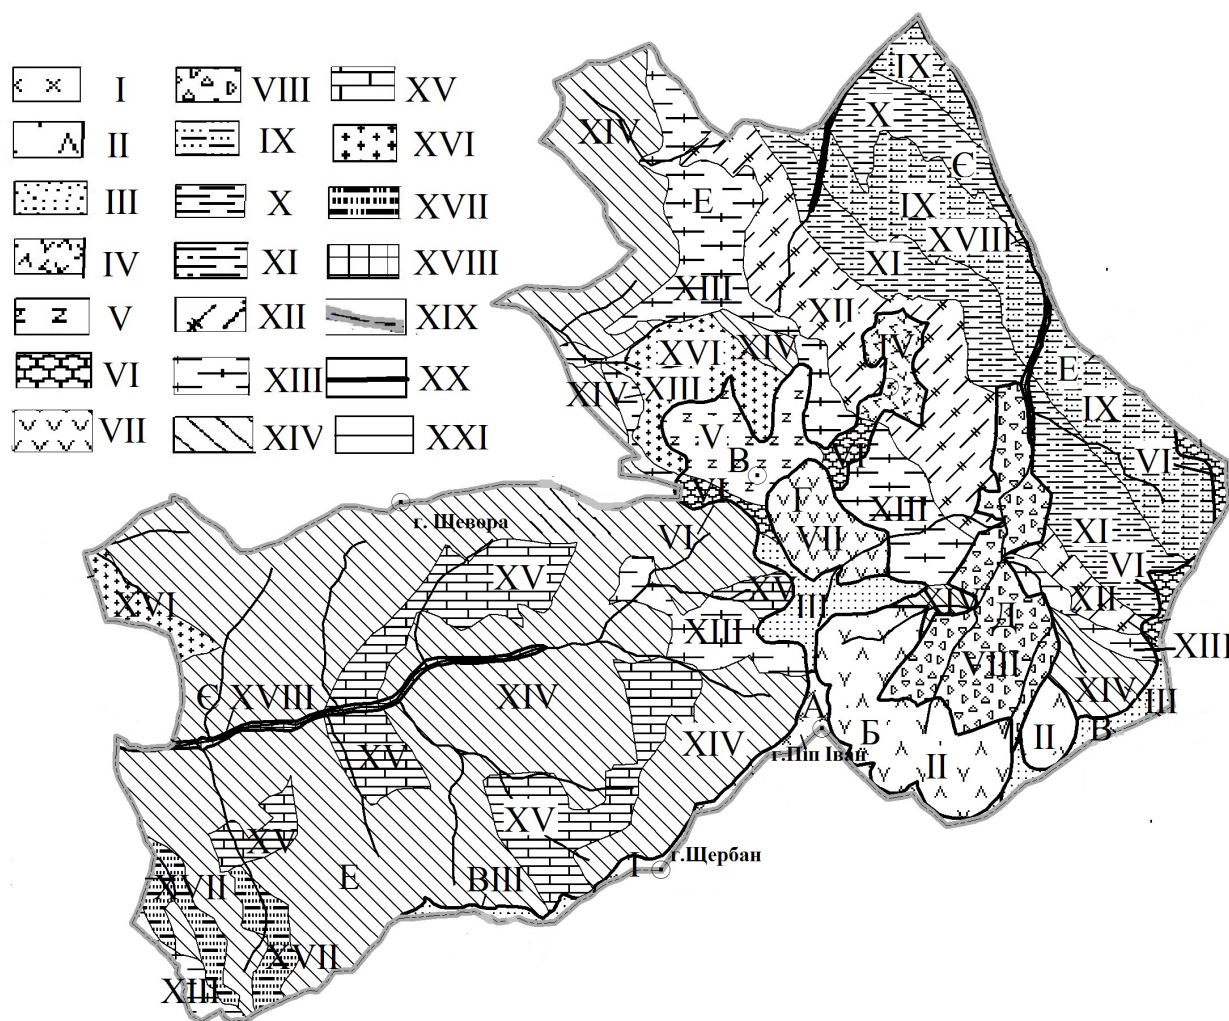 I
II
III
IV
V
VI
VII
VIII
IX
X
XI
XII
XIII
XIV
XV
XVI
XVII
XVIII
XIX
XX
XXI
IX
X
Є
XIV
E
IX
XVIII
XI
XIII
XII
XVI
XIV
IV
XIV
XIII
E
IX
V
В
VI
VI
VI
Г
VII
XIII
г. Шевора
VI
XI
XV
XVI
XV
III
XIV
Д
VI
XII
XIII
VIII
XIII
Є
XVIII
XIV
XIV
А
Б
XIV
III
В
II
г.Піп Іван
II
XV
XV
XV
г.Щербан
I
XVII
E
ВІІІ
XVII
XIII